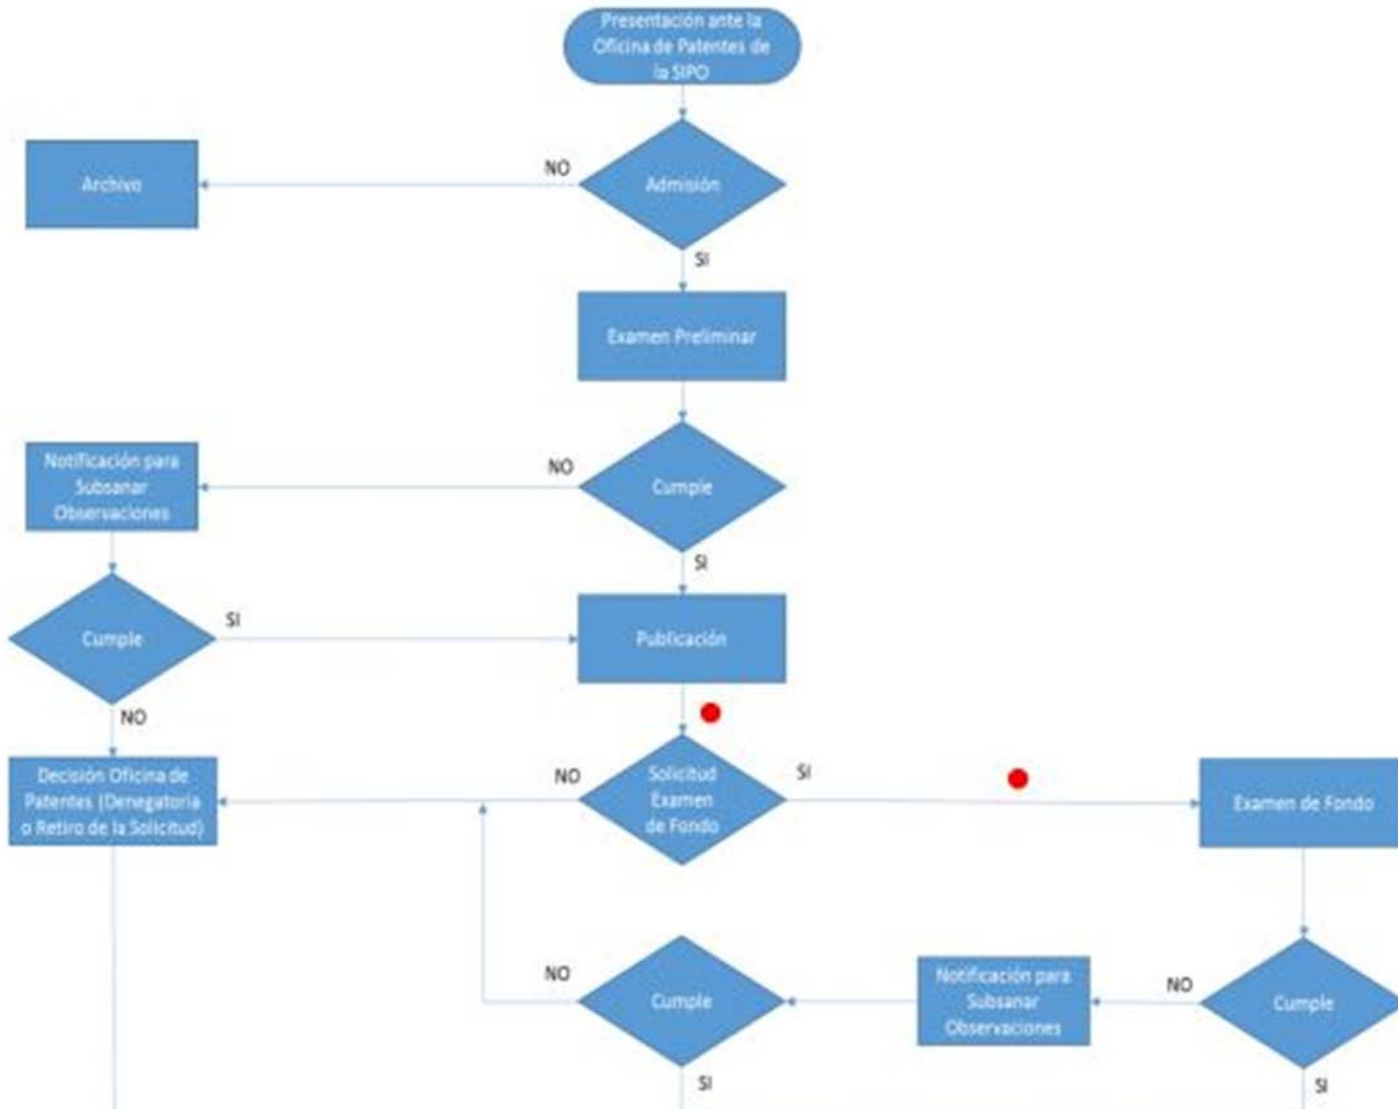 Presentación ante la
Oficina de Patentes de
la SIPO
NO
Archivo
Admisión
SI
Examen Preliminar
Notificación para
Subsanar
Observaciones
NO
Cumple
SI
Cumple
SI
Publicación
NO
Decisión Oficina de
Patentes (Denegatoria
o Retiro de la Solicitud)
NO
Solicitud
Examen
de Fondo
SI
Examen de Fondo
NO
Cumple
Notificación para
Subsanar
Observaciones
NO
Cumple
SI
SI